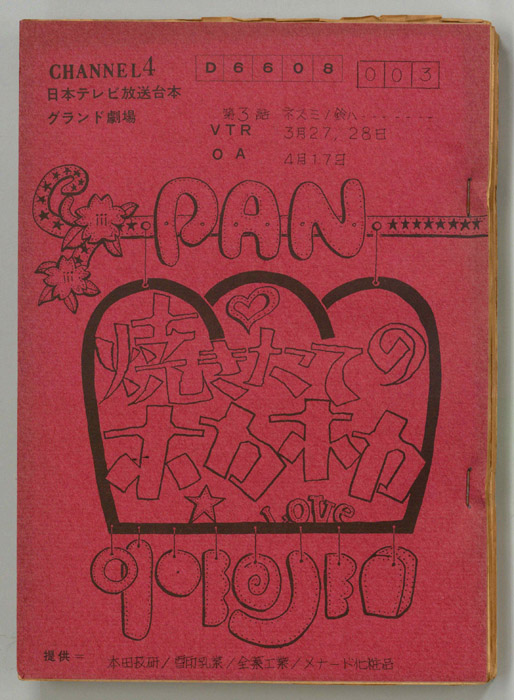 CHANNEL4 D6608 003
日本テレビ放送台本
グランド劇場 第3話
VTR 3月27, 28日
OA 4月17日
PAN
焼きたての
ホカホカ
LOVe
提供= 本田技研/雪印乳業/全薬工業/メナード化粧品